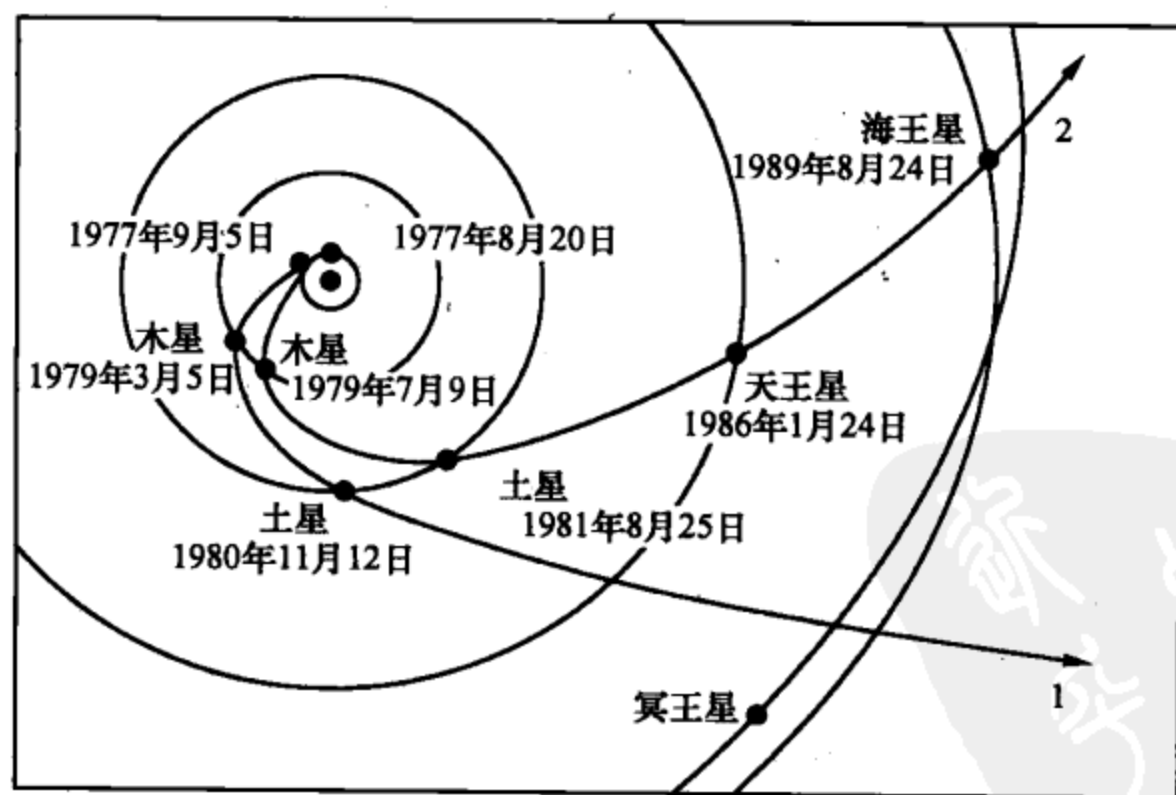 海王星
1989年8月24日
2
1977年9月5日
1977年8月20日
木星
1979年3月5日
木星
1979年7月9日
天王星
1986年1月24日
土星
1981年8月25日
土星
1980年11月12日
冥王星
1